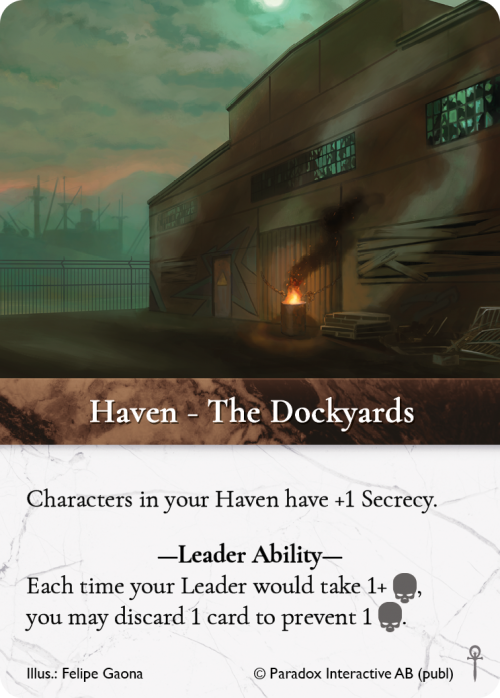 Haven - The Dockyards
Characters in your Haven have +1 Secrecy.
—Leader Ability—
Each time your Leader would take 1+ ,
you may discard 1 card to prevent 1 .
Illus.: Felipe Gaona
© Paradox Interactive AB (publ)